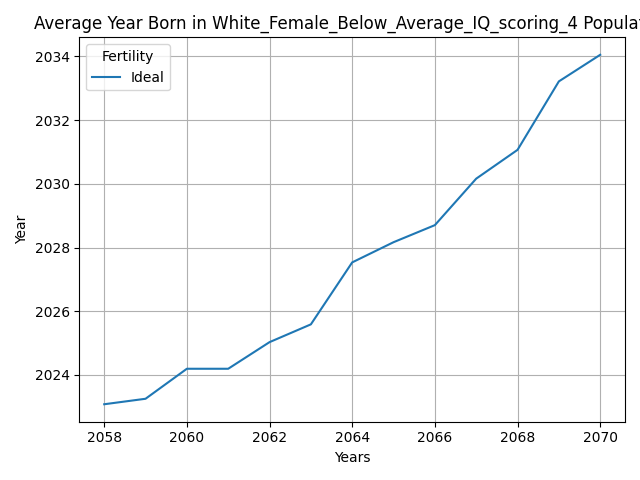 Average Year Born in White_Female_Below_Average_IQ_scoring_4 Populat
Fertility
Ideal
2034
2032
2030
2028
2026
2024
Year
2058 2060 2062 2064 2066 2068 2070
Years